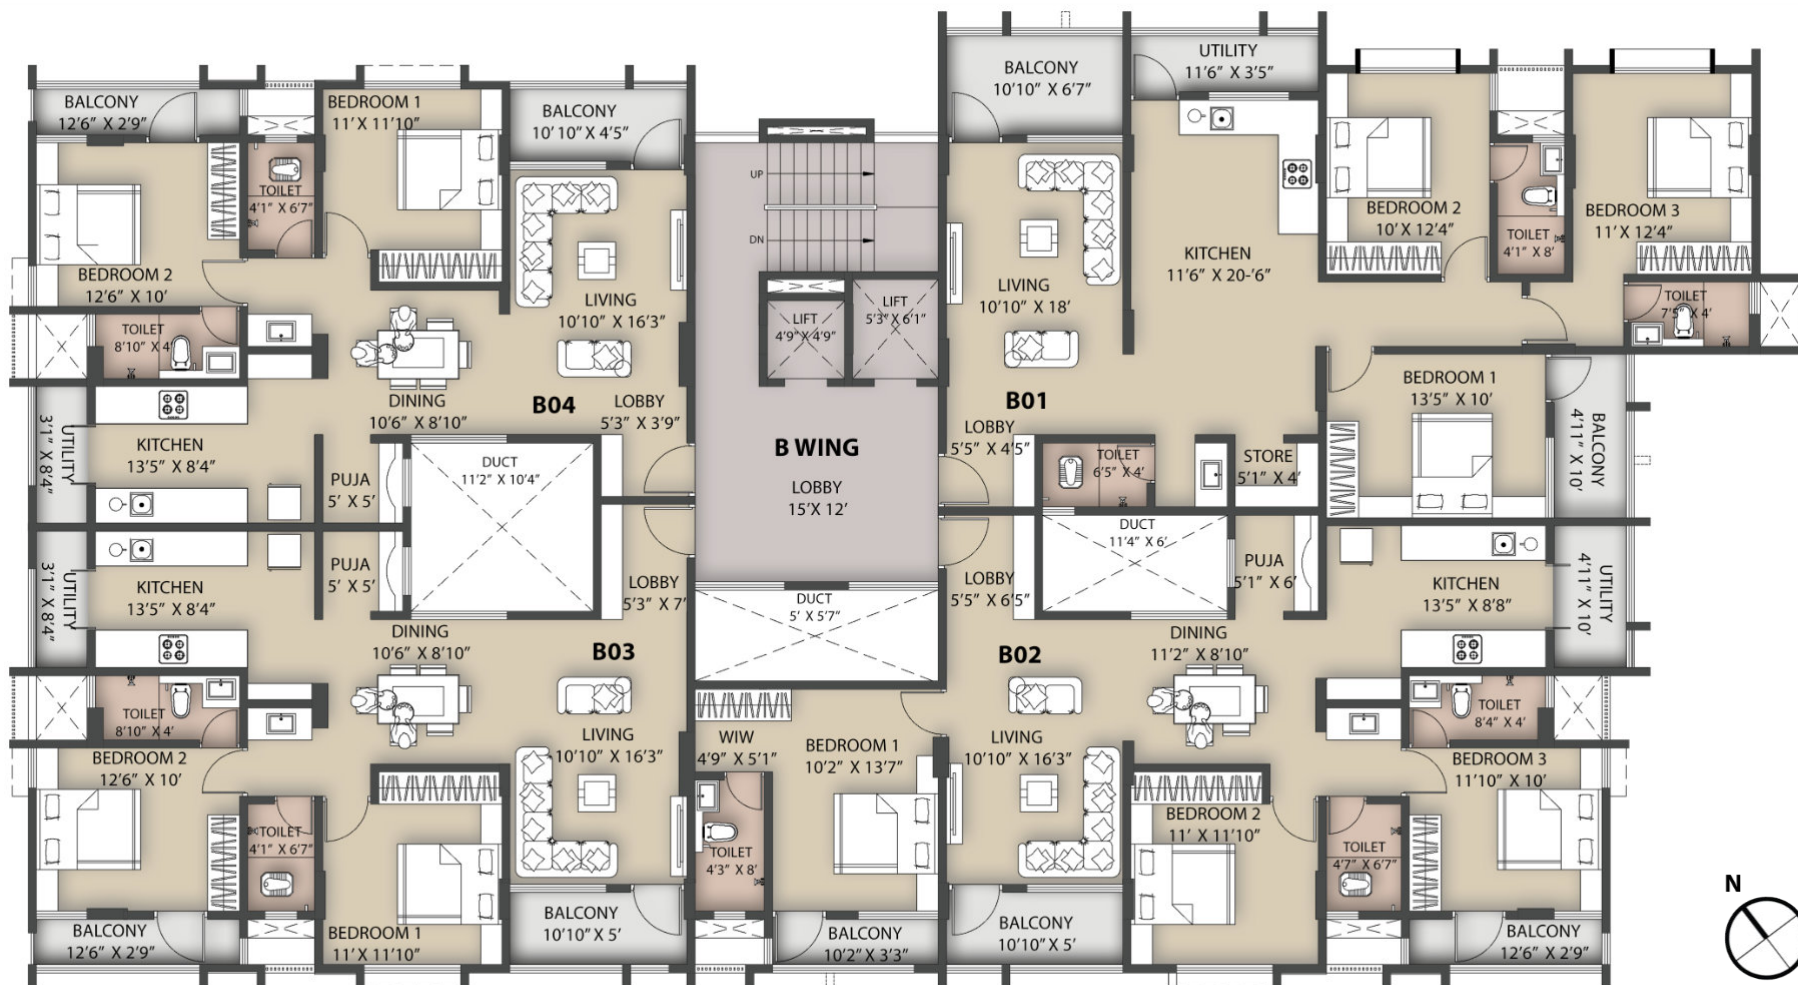 BALCONY
12'6" X 2'9"
BEDROOM 1
11' X 11'10"
BALCONY
10' 10" X 4'5"
TOILET
4'1" X 6'7"
BEDROOM 2
12'6" X 10'
LIVING
10'10" X 16'3"
TOILET
8'10" X 4'
DINING
10'6" X 8'10"
B04
LOBBY
5'3" X 3'9"
UTILITY
3'1" X 8'4"
KITCHEN
13'5" X 8'4"
PUJA
5' X 5'
DUCT
11'2" X 10'4"
UP
DN
LIFT
4'9" X 4'9"
LIFT
5'3" X 6'1"
B WING
LOBBY
15'X 12'
DUCT
5' X 5'7"
BALCONY
10'10" X 6'7"
UTILITY
11'6" X 3'5"
LIVING
10'10" X 18'
KITCHEN
11'6" X 20-'6"
BEDROOM 2
10' X 12'4"
TOILET
4'1" X 8'
BEDROOM 3
11' X 12'4"
TOILET
7'5" X 4'
B01
LOBBY
5'5" X 4'5"
TOILET
6'5" X 4'
STORE
5'1" X 4'
BEDROOM 1
13'5" X 10'
BALCONY
4'11" X 10'
UTILITY
3'1" X 8'4"
KITCHEN
13'5" X 8'4"
PUJA
5' X 5'
LOBBY
5'3" X 7'
DINING
10'6" X 8'10"
B03
TOILET
8'10" X 4'
BEDROOM 2
12'6" X 10'
LIVING
10'10" X 16'3"
TOILET
4'1" X 6'7"
BALCONY
12'6" X 2'9"
BEDROOM 1
11' X 11'10"
BALCONY
10'10" X 5'
DUCT
11'4" X 6'
LOBBY
5'5" X 6'5"
PUJA
5'1" X 6'
KITCHEN
13'5" X 8'8"
UTILITY
4'11" X 10'
B02
DINING
11'2" X 8'10"
TOILET
8'4" X 4'
WIW
4'9" X 5'1"
BEDROOM 1
10'2" X 13'7"
LIVING
10'10" X 16'3"
BEDROOM 3
11'10" X 10'
BEDROOM 2
11' X 11'10"
TOILET
4'3" X 8'
TOILET
4'7" X 6'7"
BALCONY
10'2" X 3'3"
BALCONY
10'10" X 5'
BALCONY
12'6" X 2'9"
N